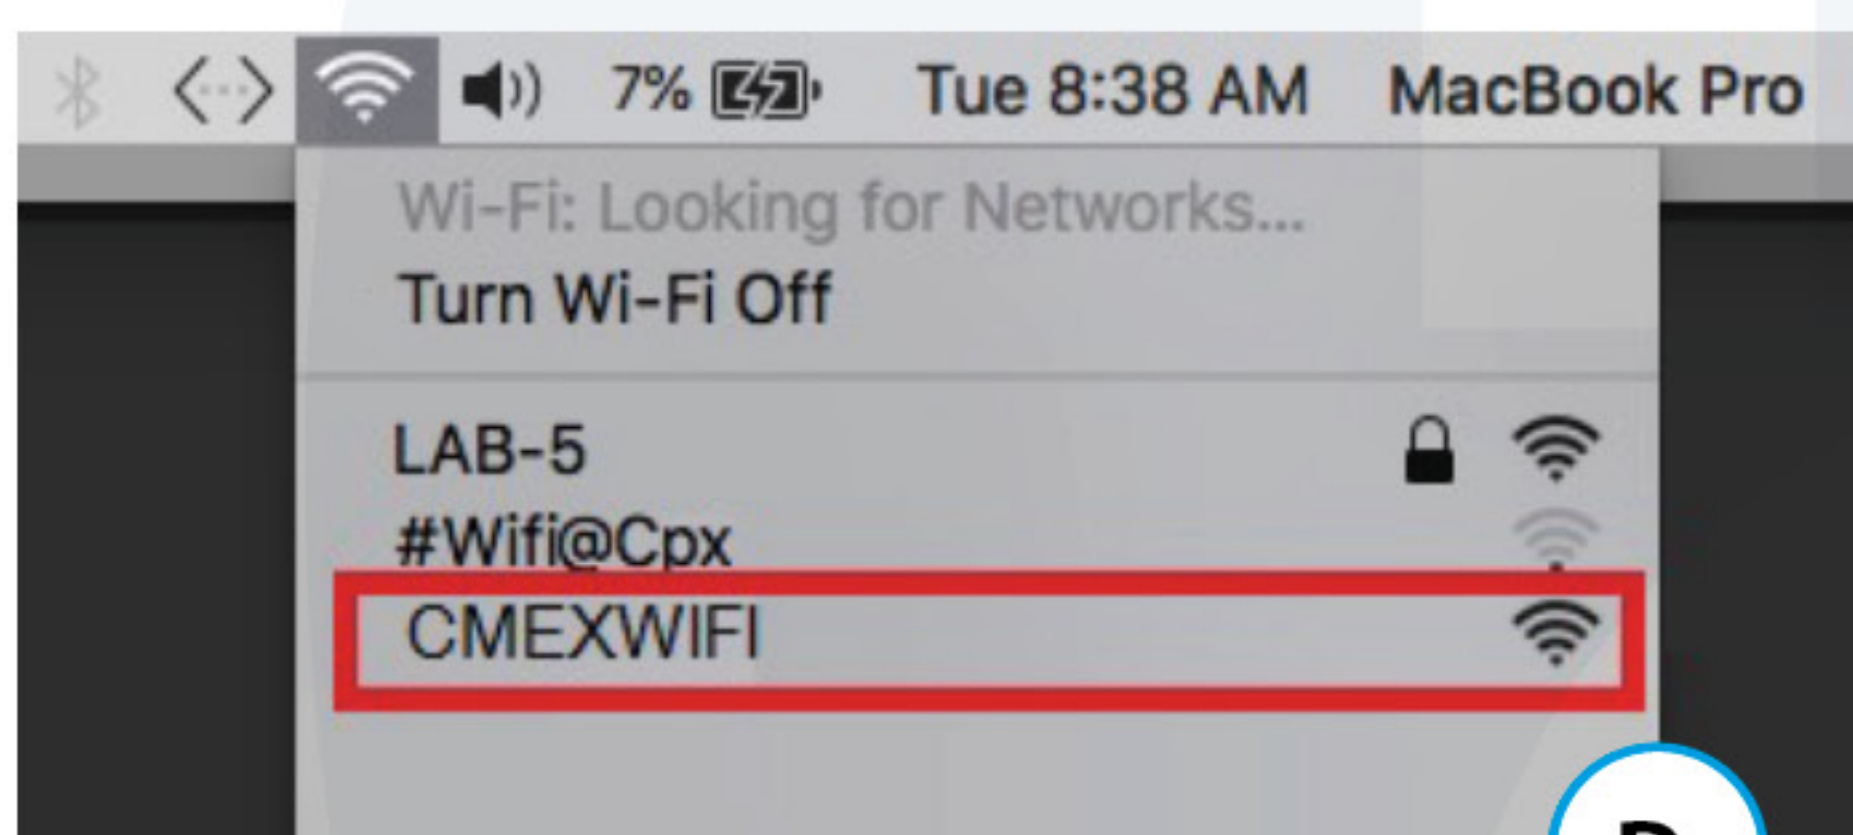 7% Tue 8:38 AM MacBook Pro
Wi-Fi: Looking for Networks...
Turn Wi-Fi Off
LAB-5
#Wifi@Cpx
CMEXWIFI